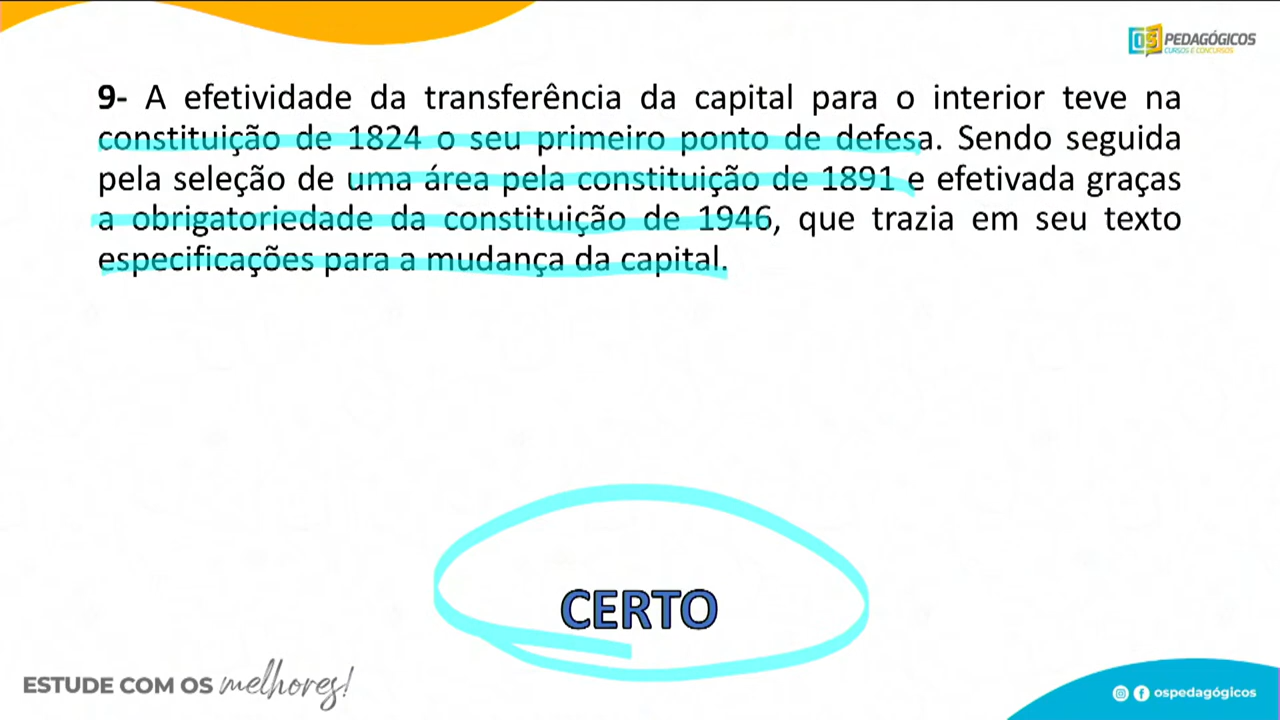 OS PEDAGÓGICOS
CURSOS E CONCURSOS
9- A efetividade da transferência da capital para o interior teve na
constituição de 1824 o seu primeiro ponto de defesa. Sendo seguida
pela seleção de uma área pela constituição de 1891 e efetivada graças
a obrigatoriedade da constituição de 1946, que trazia em seu texto
especificações para a mudança da capital.
CERTO
ESTUDE COM OS melhores!
ospedagógicos